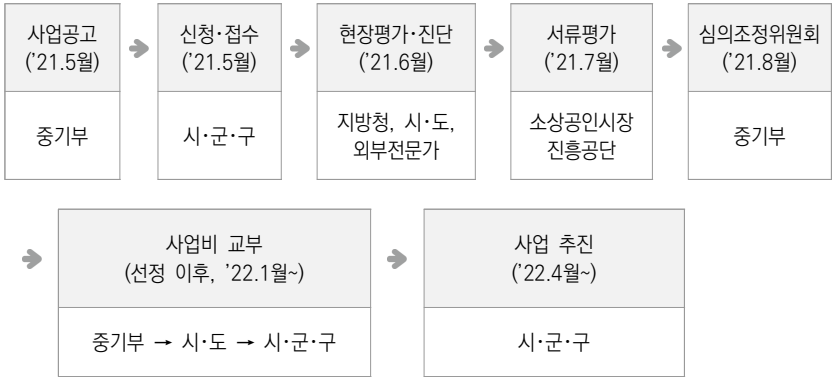 사업공고
('21.5월)
중기부
신청·접수
('21.5월)
시·군·구
현장평가·진단
('21.6월)
지방청, 시·도,
외부전문가
서류평가
('21.7월)
소상공인시장
진흥공단
심의조정위원회
('21.8월)
중기부
사업비 교부
(선정 이후, '22.1월~)
중기부 → 시·도 → 시·군·구
사업 추진
('22.4월~)
시·군·구